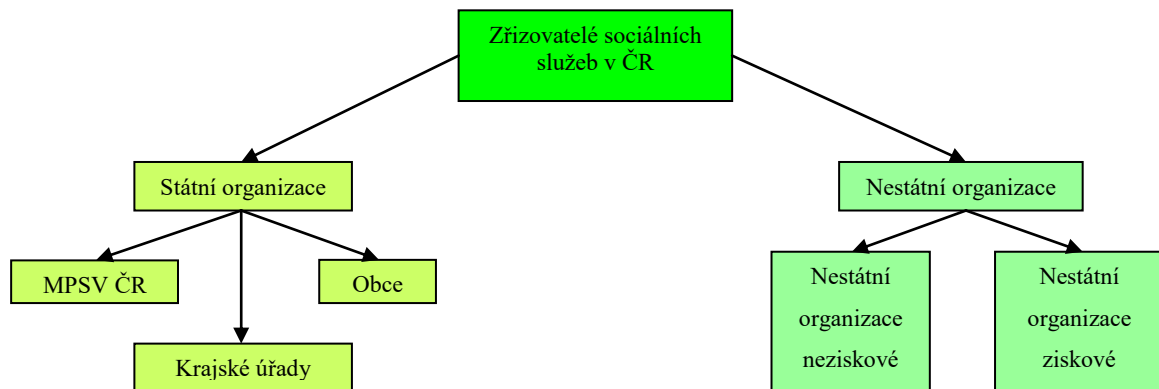 Zřizovatelé sociálních
služeb v ČR
Státní organizace
Nestátní organizace
MPSV ČR
Obce
Krajské úřady
Nestátní
organizace
neziskové
Nestátní
organizace
ziskové